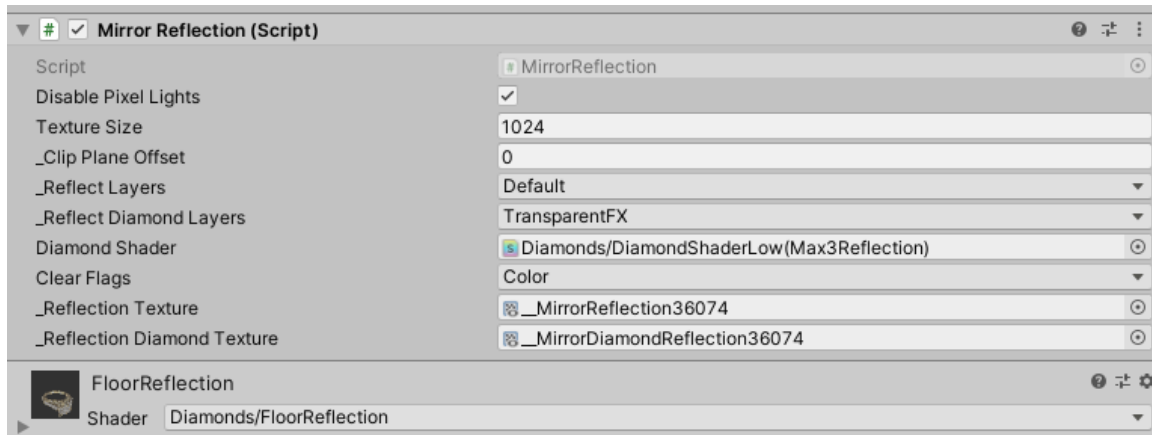 Mirror Reflection (Script)
Script MirrorReflection
Disable Pixel Lights
Texture Size 1024
_Clip Plane Offset 0
_Reflect Layers Default
_Reflect Diamond Layers TransparentFX
Diamond Shader Diamonds/DiamondShaderLow(Max3Reflection)
Clear Flags Color
_Reflection Texture __MirrorReflection36074
_Reflection Diamond Texture __MirrorDiamondReflection36074
FloorReflection
Shader Diamonds/FloorReflection